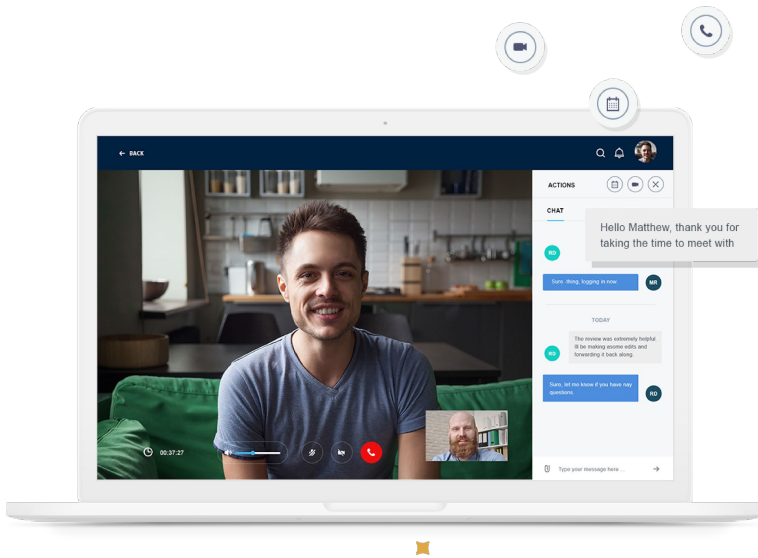 BACK
ACTIONS
CHAT
Hello Matthew, thank you for
taking the time to meet with
RD
Sure .thing, logging in now.
MR
TODAY
The review was extremely helpful.
Ill be making asome edits and
forwarding it back along.
RD
Sure, let me know if you have nay
questions.
RD
00:37:27
Type your message here ...